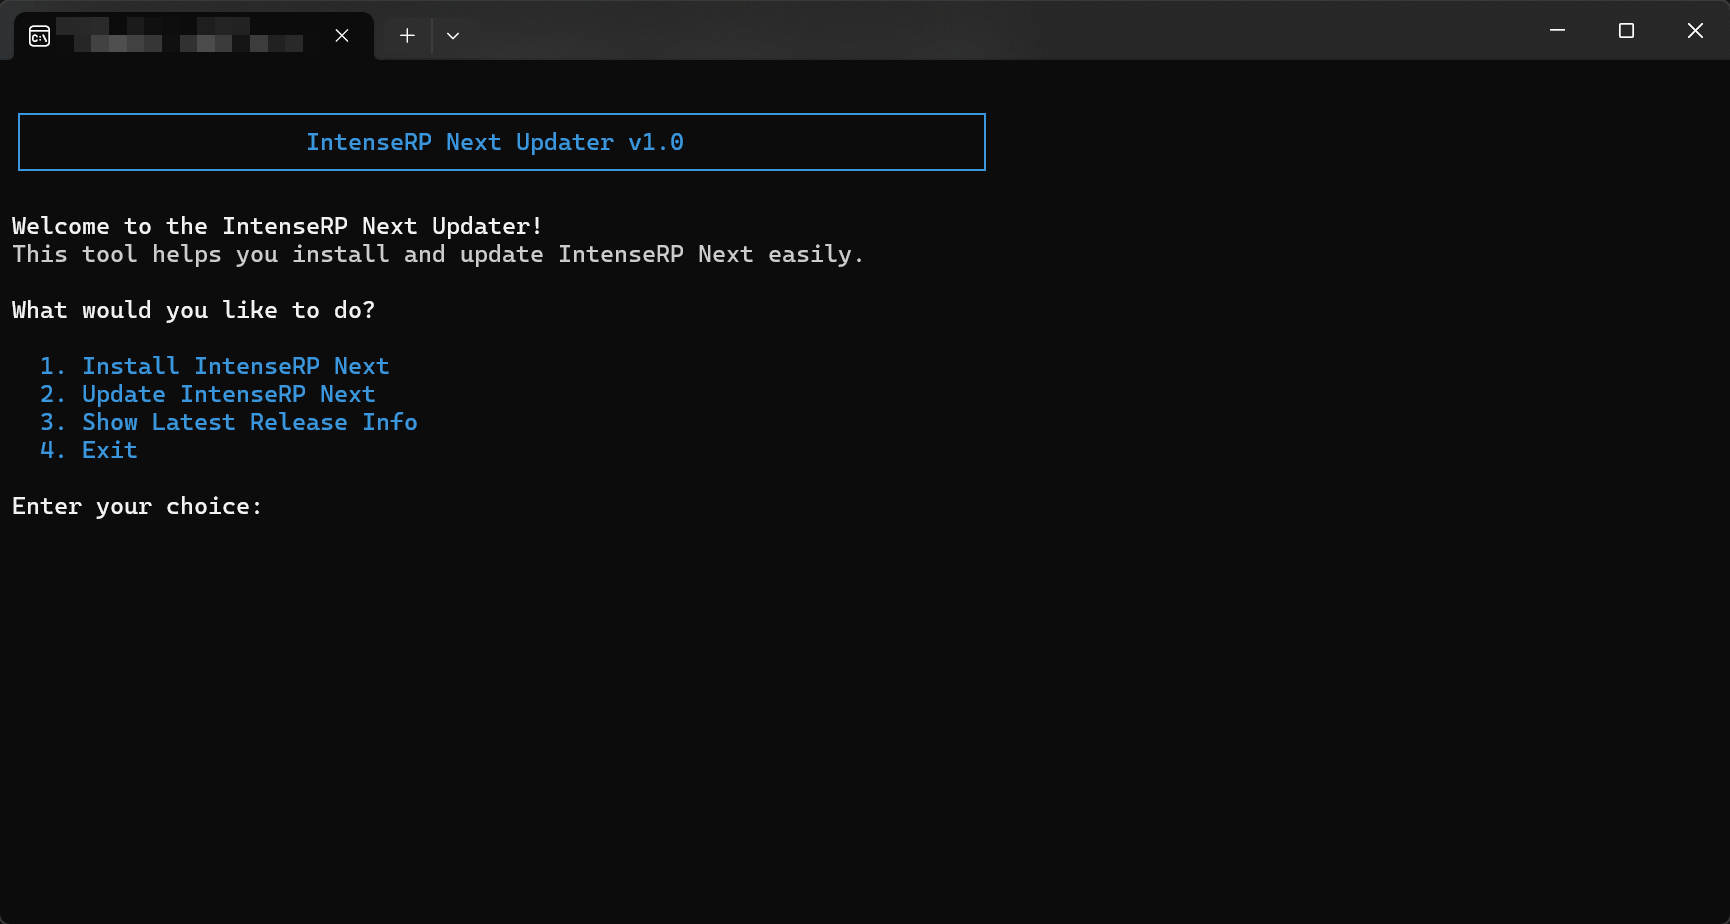 IntenseRP Next Updater v1.0
Welcome to the IntenseRP Next Updater!
This tool helps you install and update IntenseRP Next easily.
What would you like to do?
1. Install IntenseRP Next
2. Update IntenseRP Next
3. Show Latest Release Info
4. Exit
Enter your choice: